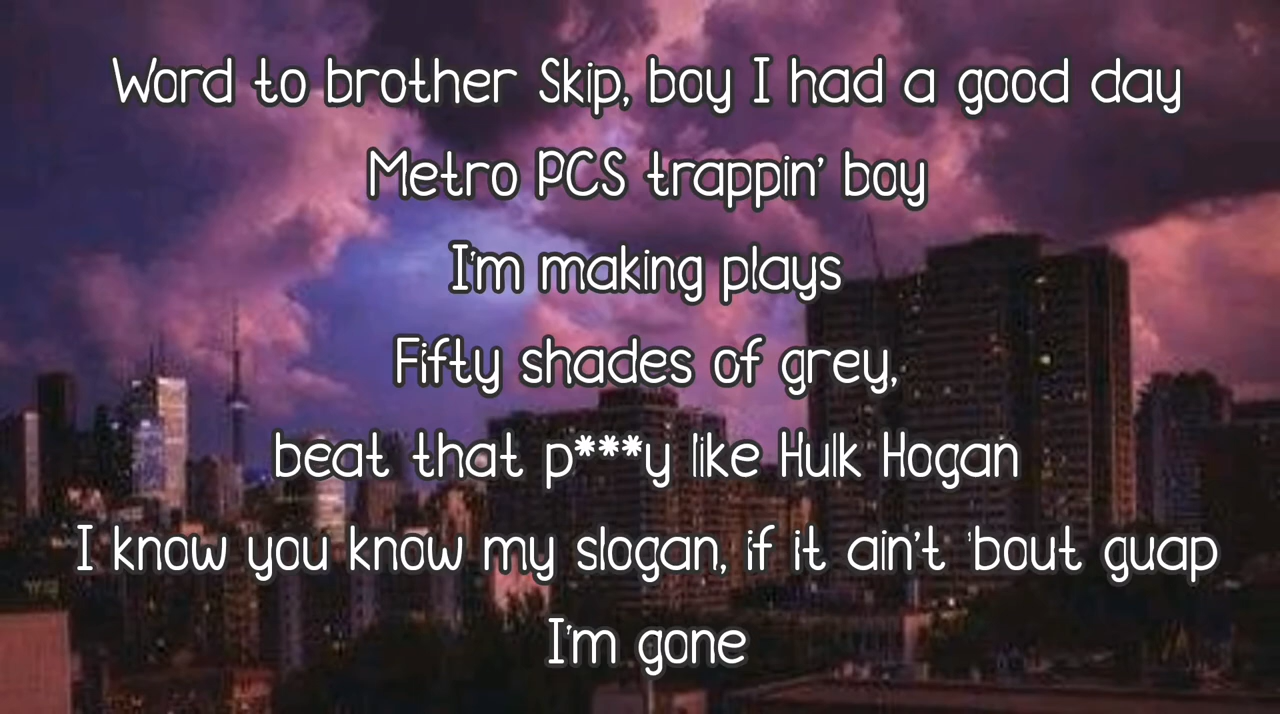 Word to brother Skip, boy I had a good day
Metro PCS trappin' boy
I'm making plays
Fifty shades of grey,
beat that p***y like Hulk Hogan
I know you know my slogan, if it ain't 'bout guap
I'm gone